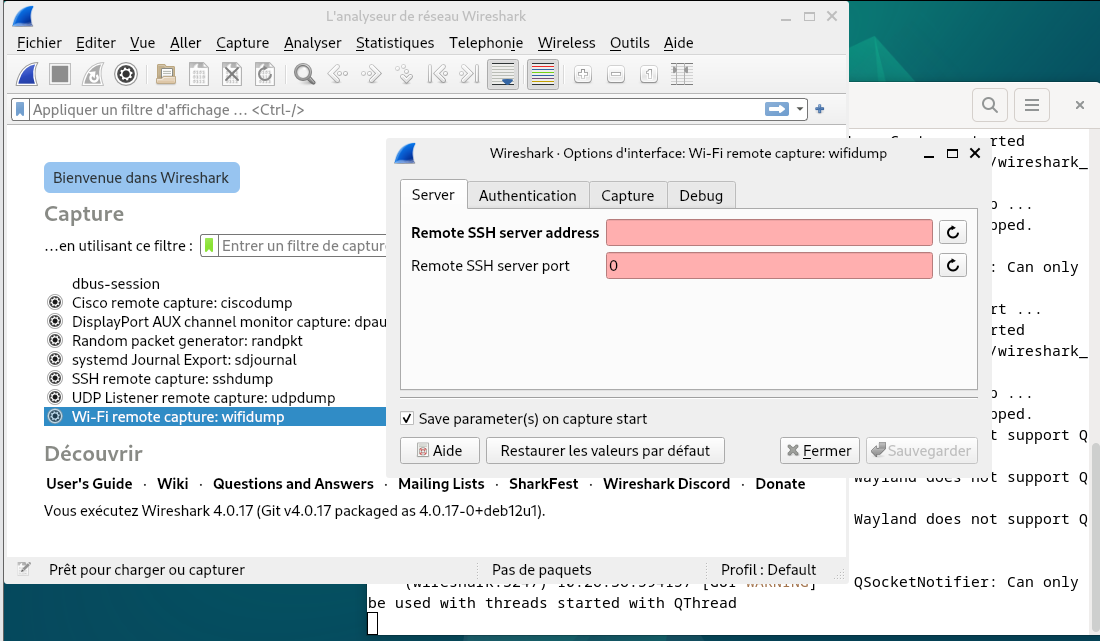 L'analyseur de réseau Wireshark
Fichier Editer Vue Aller Capture Analyser Statistiques Telephonie Wireless Outils Aide
Appliquer un filtre d'affichage … <Ctrl-/>
Bienvenue dans Wireshark
Capture
…en utilisant ce filtre : Entrer un filtre de capture
dbus-session
Cisco remote capture: ciscodump
DisplayPort AUX channel monitor capture: dpau
Random packet generator: randpkt
systemd Journal Export: sdjournal
SSH remote capture: sshdump
UDP Listener remote capture: udpdump
Wi-Fi remote capture: wifidump
Découvrir
User's Guide · Wiki · Questions and Answers · Mailing Lists · SharkFest · Wireshark Discord · Donate
Vous exécutez Wireshark 4.0.17 (Git v4.0.17 packaged as 4.0.17-0+deb12u1).
Prêt pour charger ou capturer Pas de paquets Profil : Default
Wireshark · Options d'interface: Wi-Fi remote capture: wifidump
Server Authentication Capture Debug
Remote SSH server address
Remote SSH server port 0
Save parameter(s) on capture start
Aide Restaurer les valeurs par défaut Fermer Sauvegarder
rted
/wireshark_
p ...
pped.
: Can only
rt ...
rted
/wireshark_
p ...
pped.
t support Q
Wayland does not support Q
Wayland does not support Q
WARNING] QSocketNotifier: Can only
be used with threads started with QThread